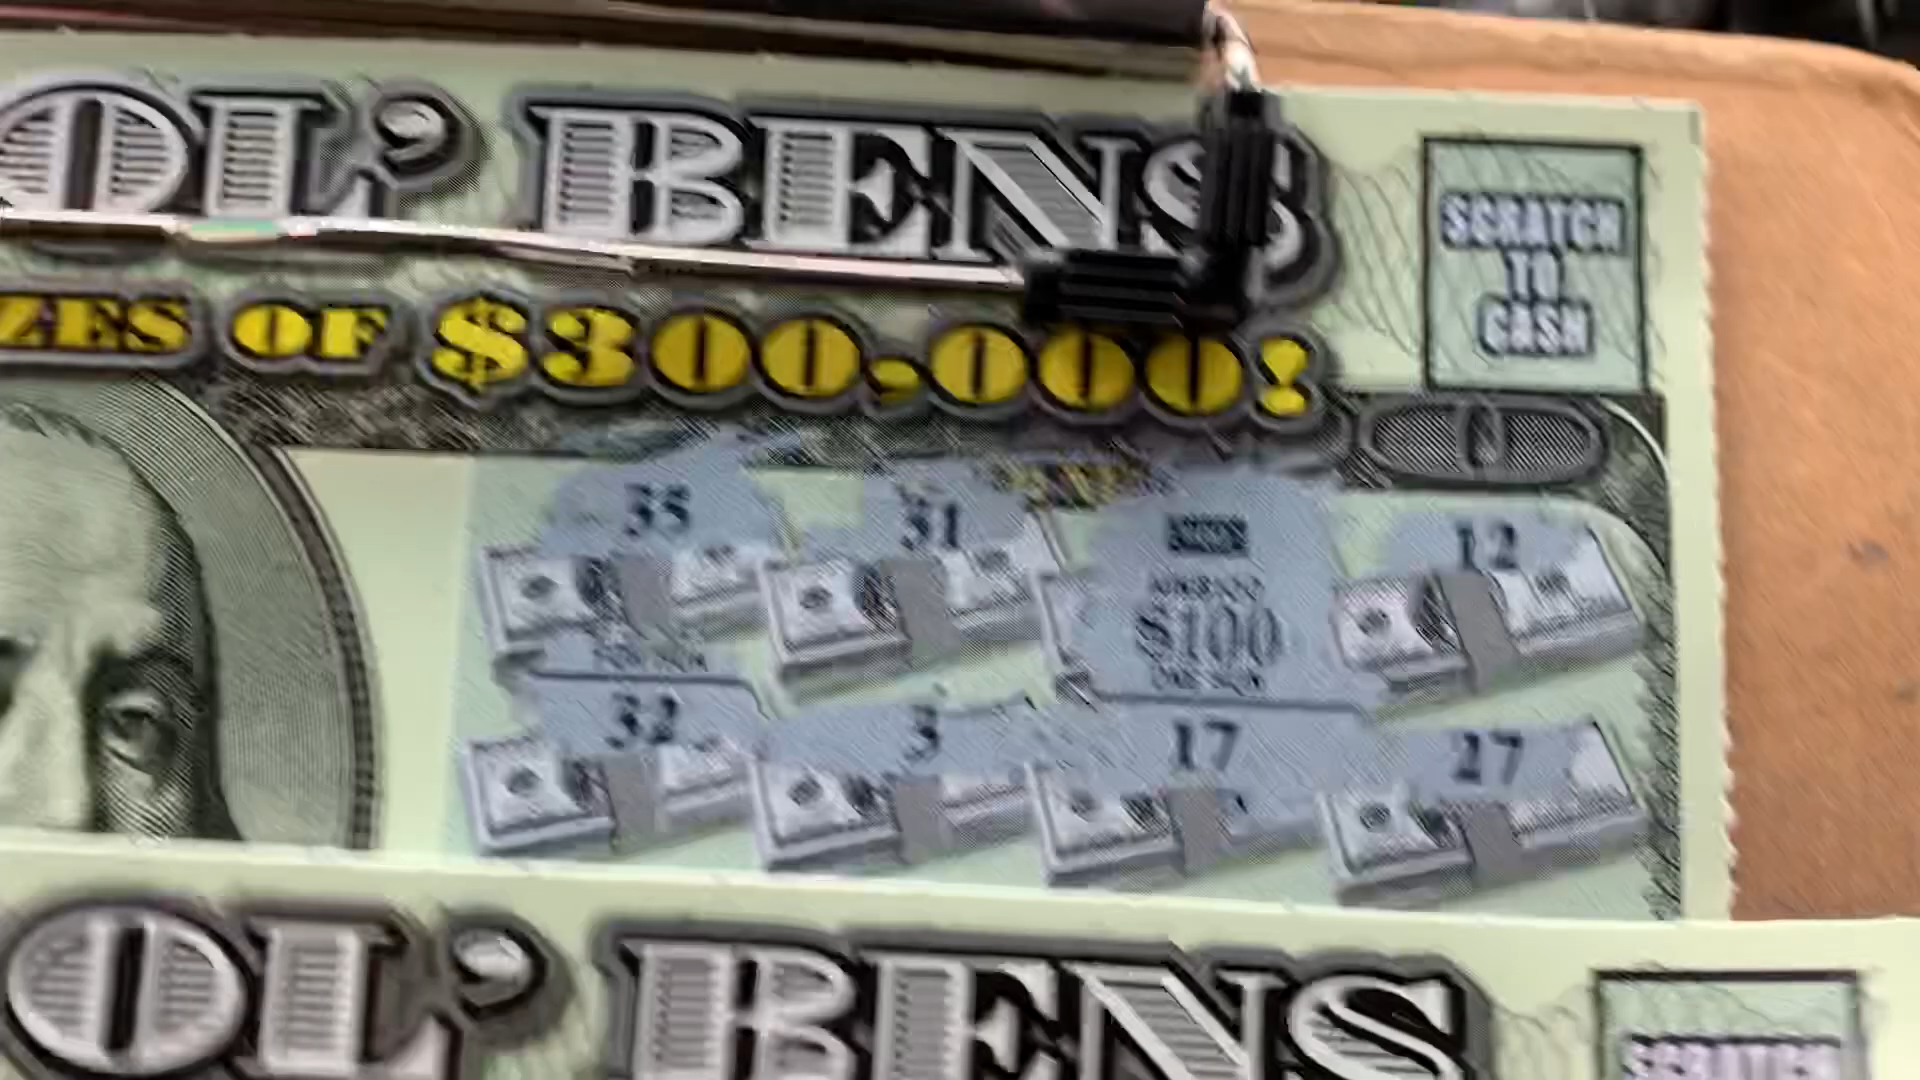 OL' BENS
ZES OF $300,000!
SCRATCH
TO
CASH
35 31 12
$100
32 3 17 27
OL' BENS
SCRATCH